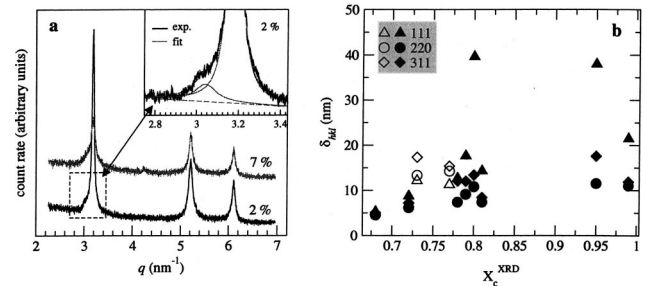 a
exp.
fit
2 %
2.8 3.0 3.2 3.4
7 %
2 %
count rate (arbitrary units)
2 3 4 5 6 7
q (nm⁻¹)
b
111
220
311
50
40
30
20
10
0
δhkl (nm)
0.7 0.75 0.8 0.85 0.9 0.95 1
Xc^XRD